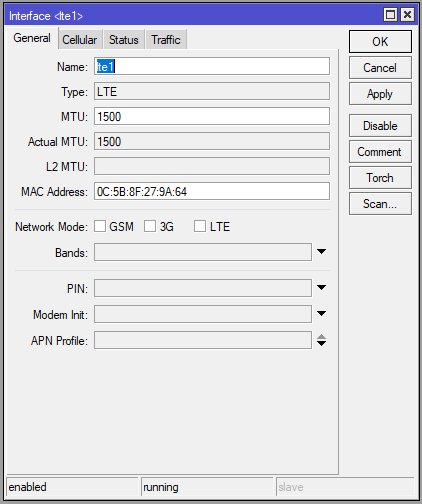 Interface <lte1>
General Cellular Status Traffic
Name: lte1
Type: LTE
MTU: 1500
Actual MTU: 1500
L2 MTU:
MAC Address: 0C:5B:8F:27:9A:64
Network Mode: GSM 3G LTE
Bands:
PIN:
Modem Init:
APN Profile:
OK
Cancel
Apply
Disable
Comment
Torch
Scan...
enabled running slave